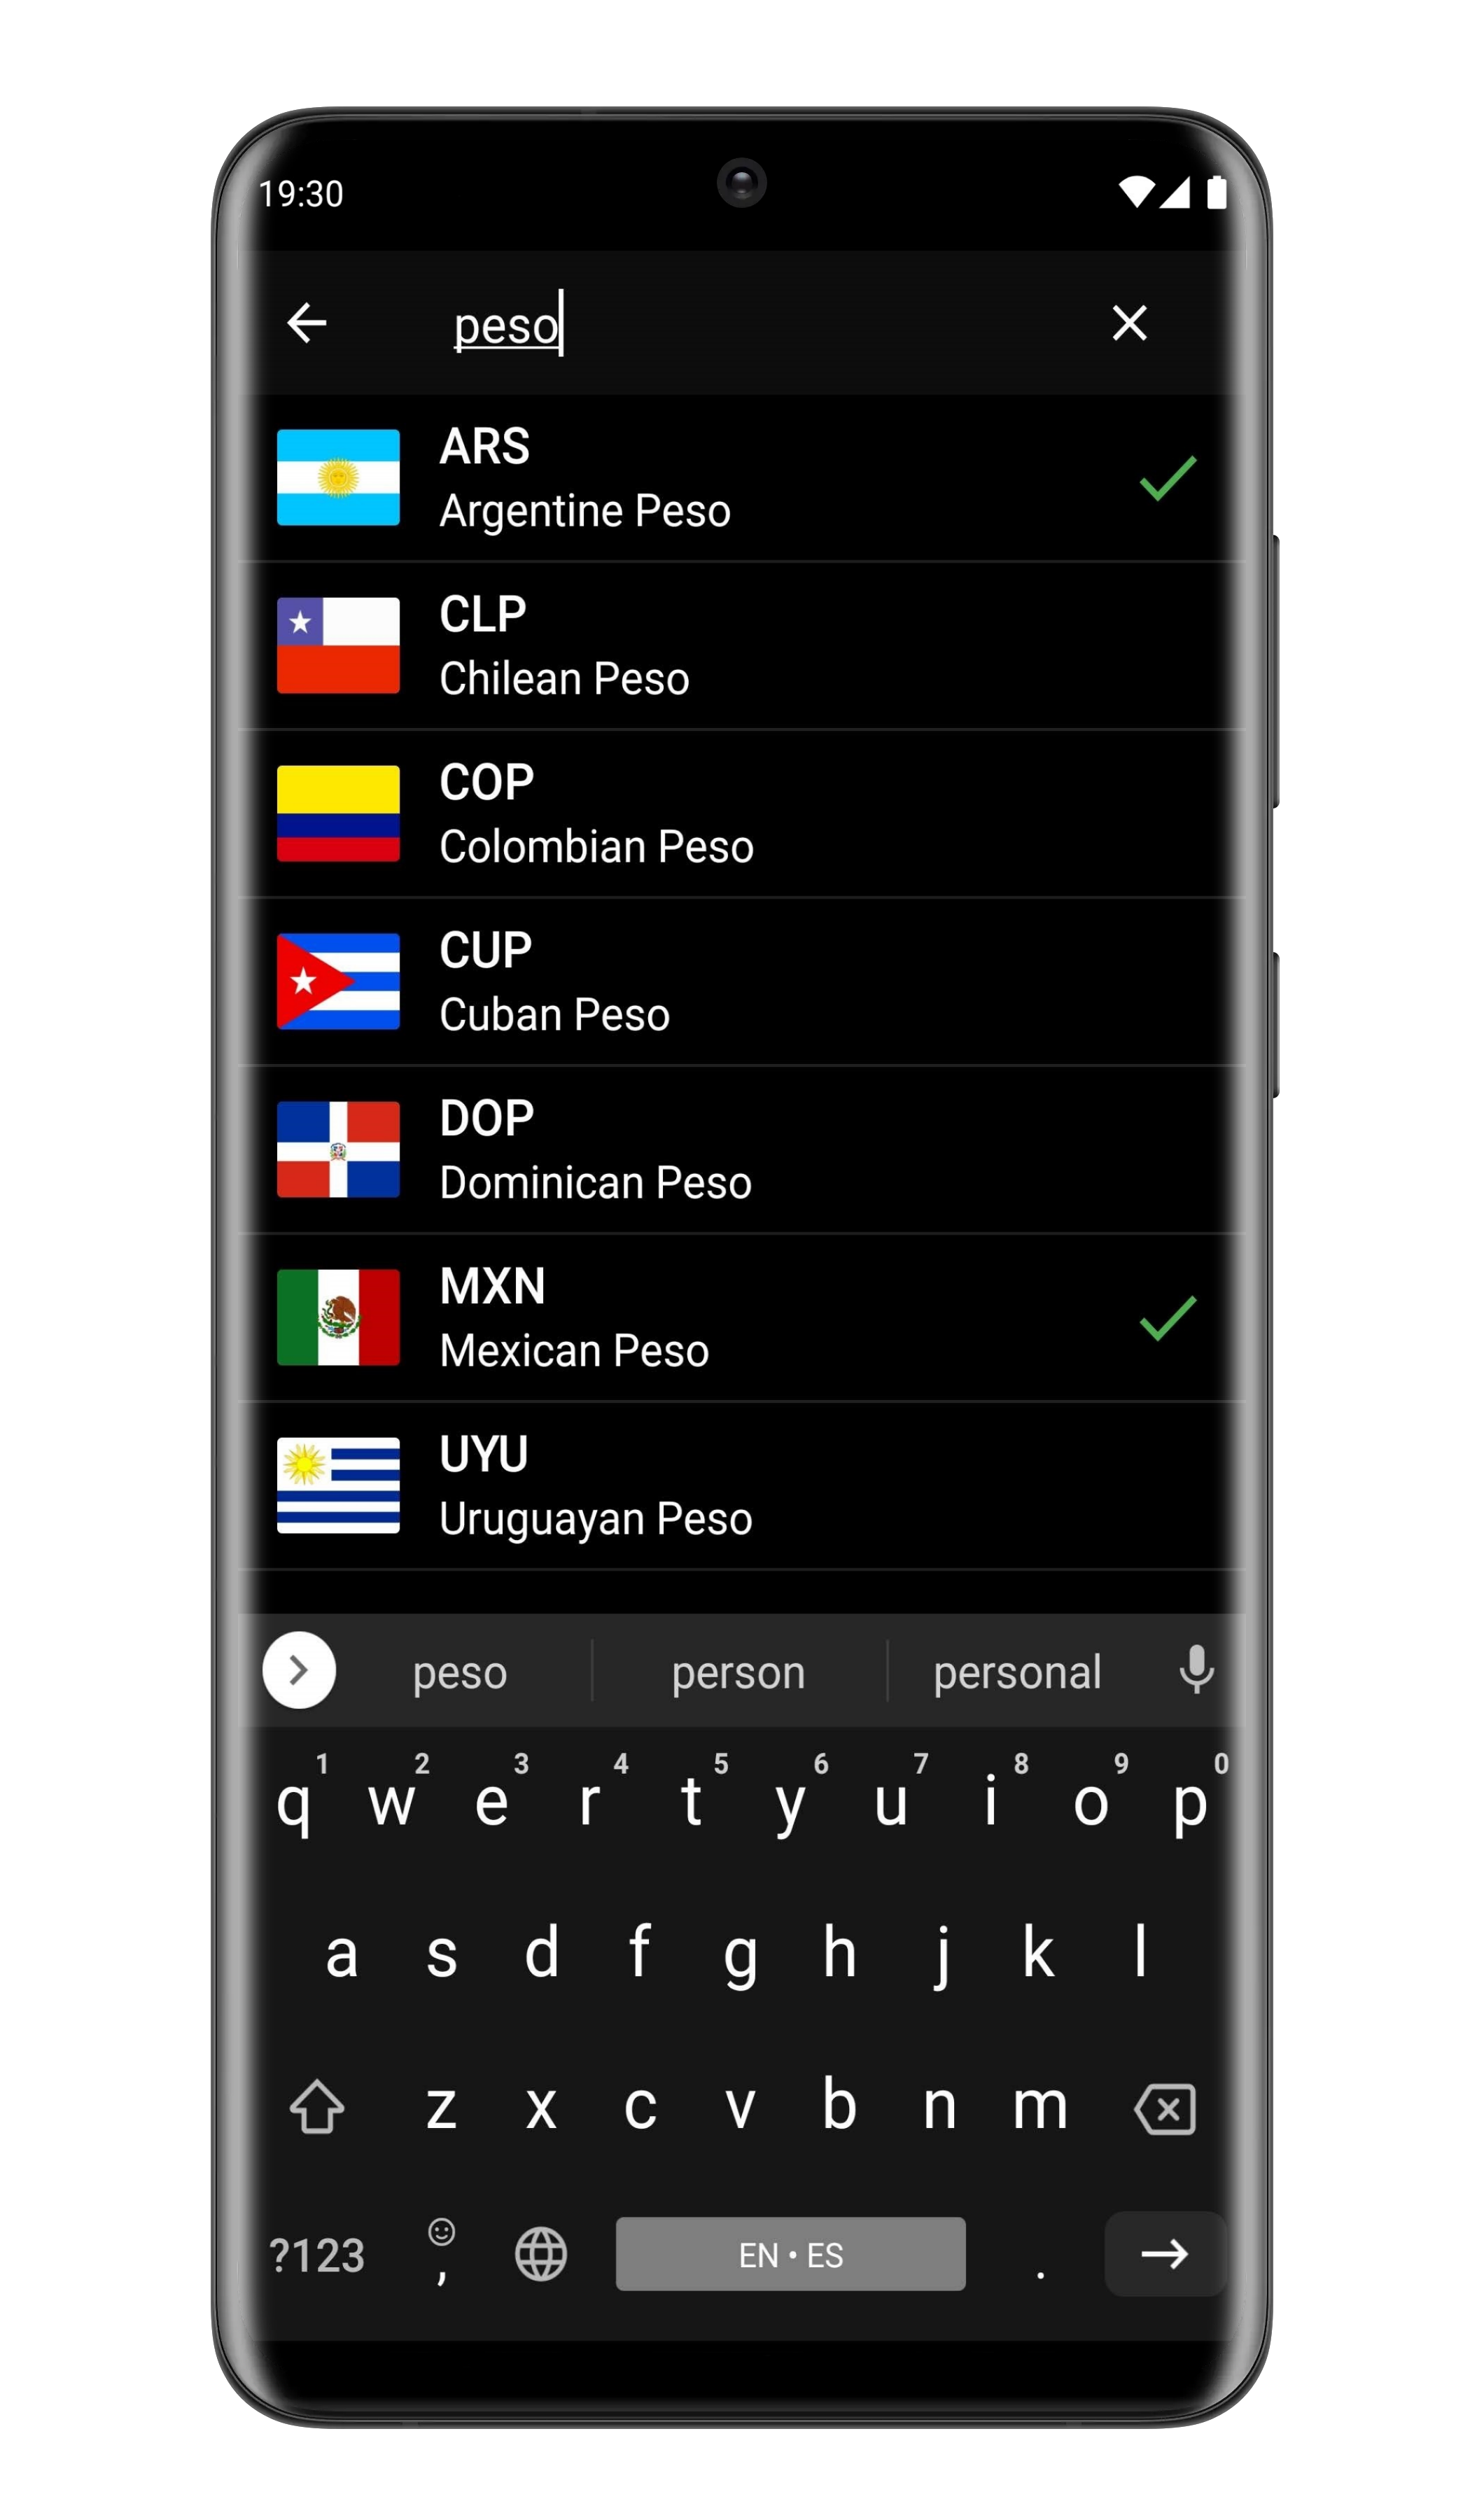 19:30
peso
ARS
Argentine Peso
CLP
Chilean Peso
COP
Colombian Peso
CUP
Cuban Peso
DOP
Dominican Peso
MXN
Mexican Peso
UYU
Uruguayan Peso
peso person personal
1 2 3 4 5 6 7 8 9 0
q w e r t y u i o p
a s d f g h j k l
z x c v b n m
?123 , EN • ES .